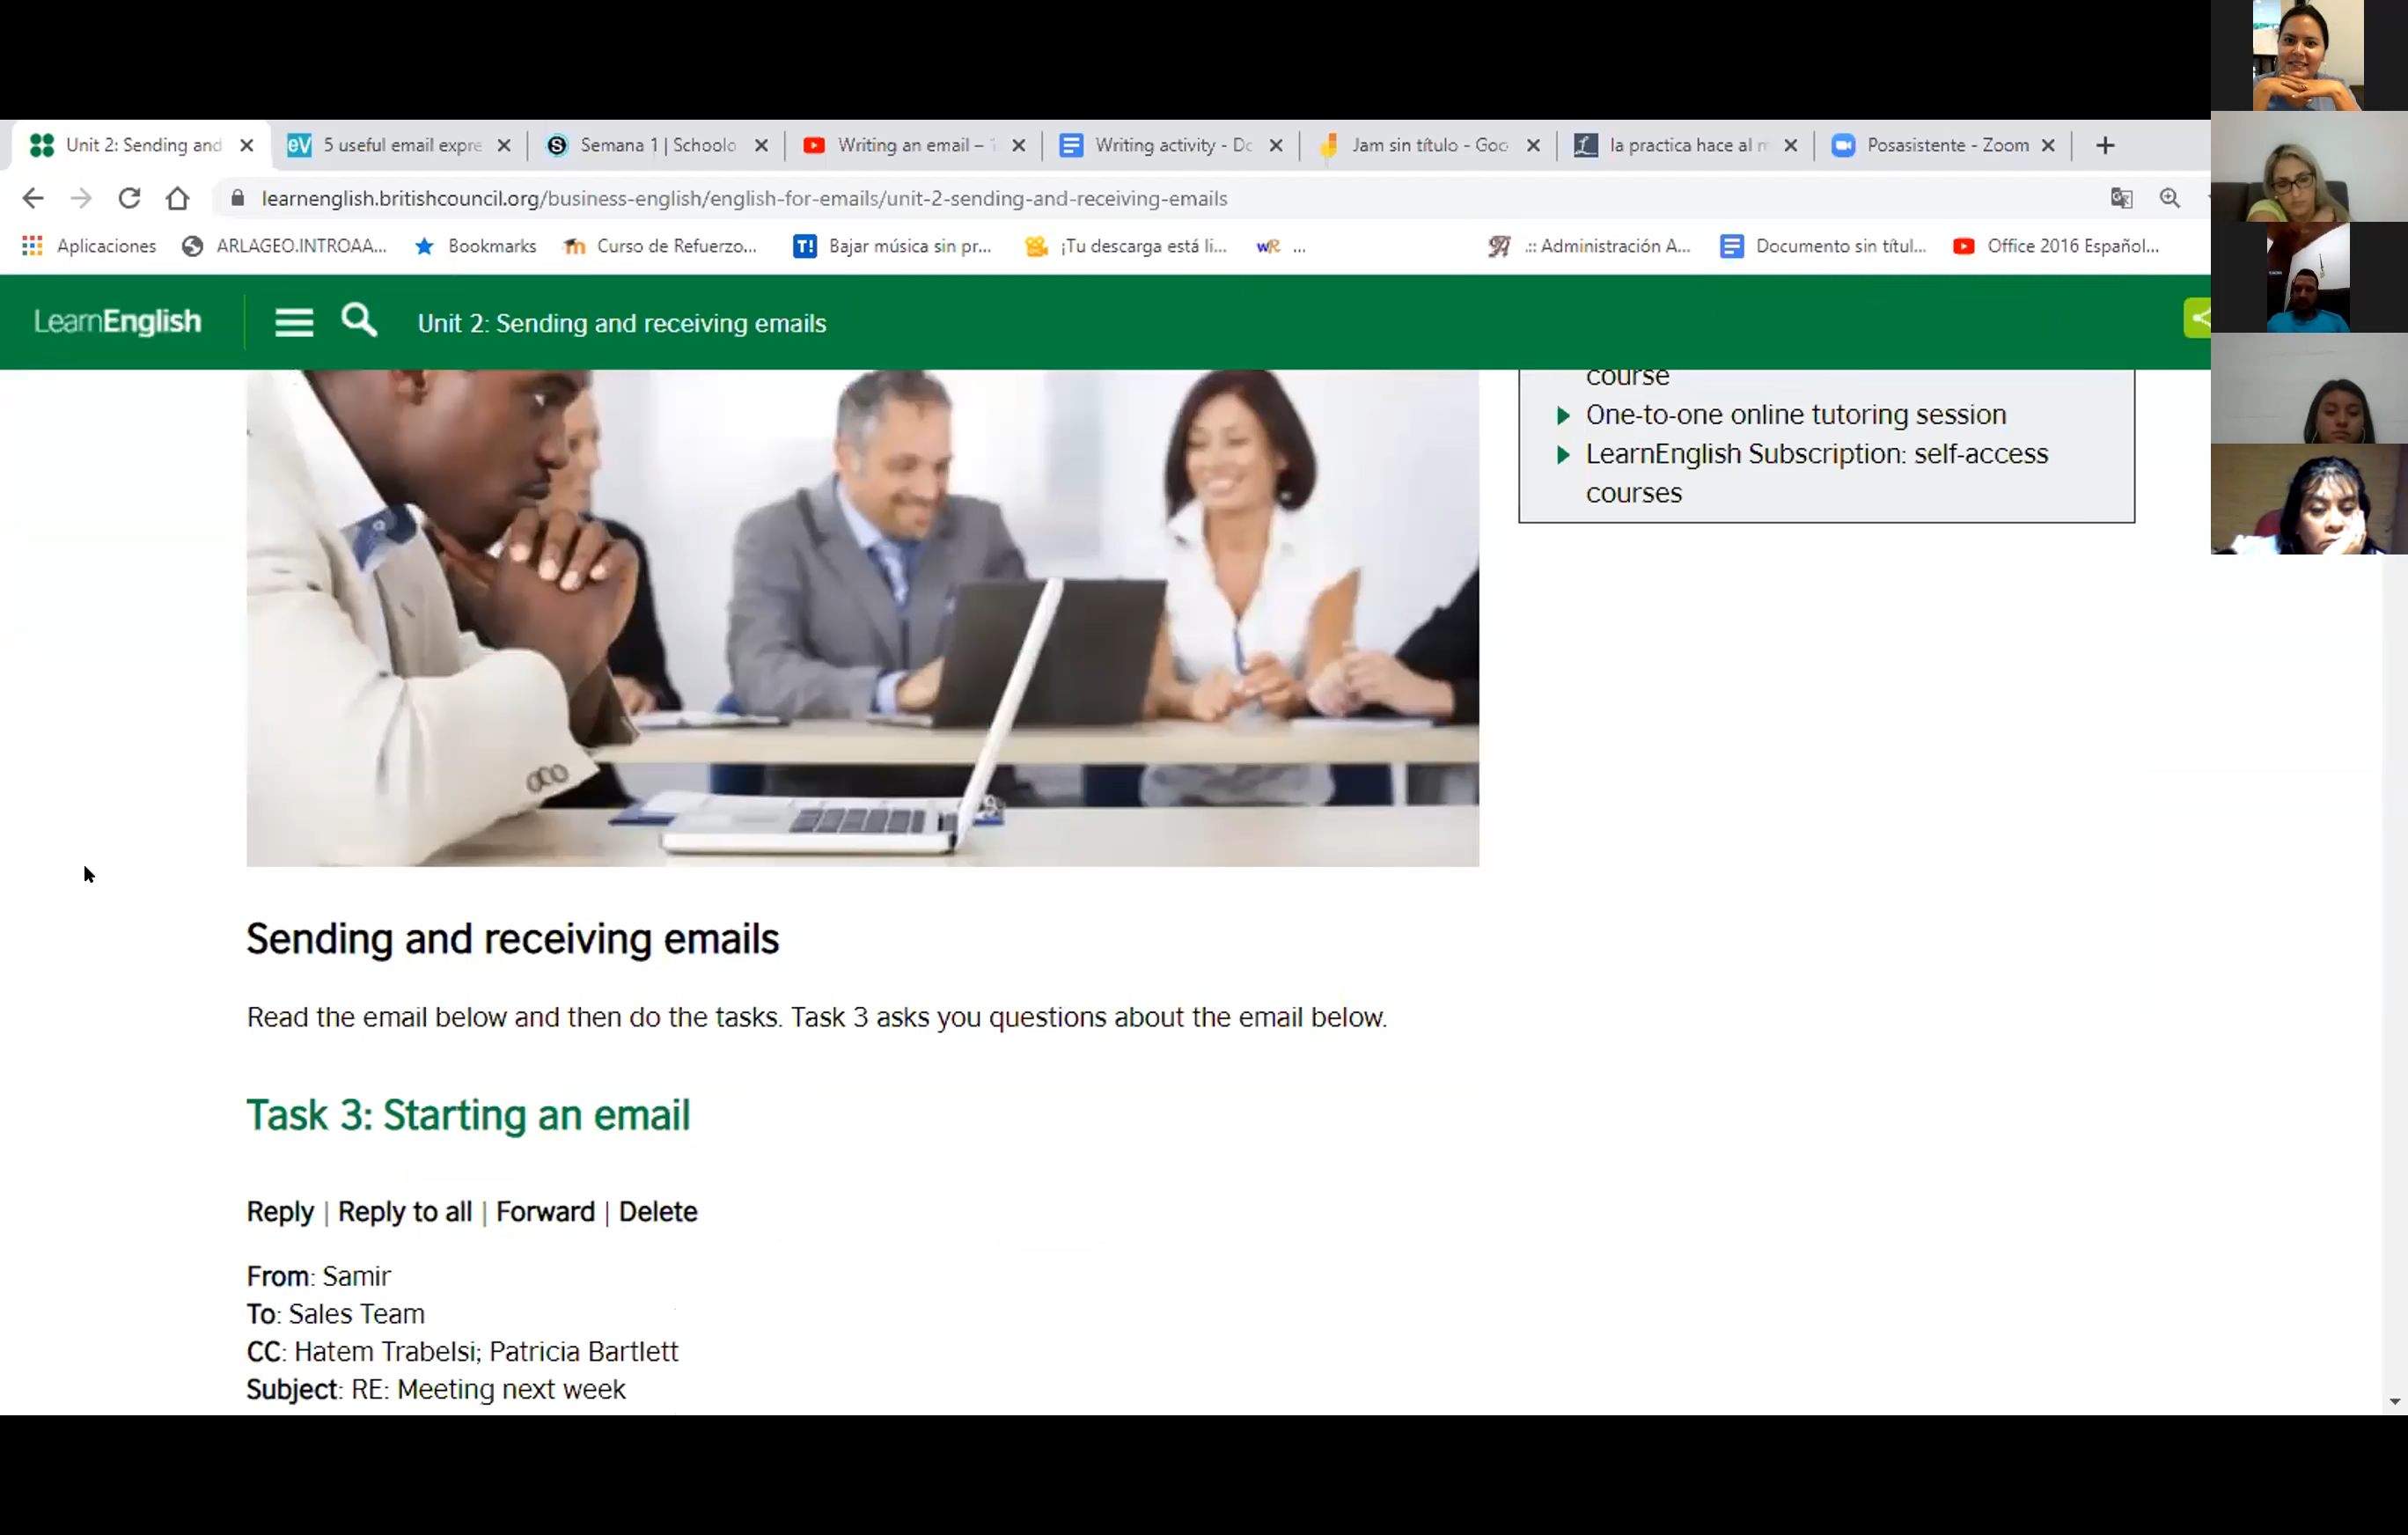 Unit 2: Sending and
5 useful email expre
Semana 1 | Schoolo
Writing an email –
Writing activity - Do
Jam sin título - Goo
la practica hace al m
Posasistente - Zoom
learnenglish.britishcouncil.org/business-english/english-for-emails/unit-2-sending-and-receiving-emails
Aplicaciones
ARLAGEO.INTROAA...
Bookmarks
Curso de Refuerzo...
Bajar música sin pr...
¡Tu descarga está li...
...
.:: Administración A...
Documento sin títul...
Office 2016 Español...
LearnEnglish
Unit 2: Sending and receiving emails
course
One-to-one online tutoring session
LearnEnglish Subscription: self-access
courses
Sending and receiving emails
Read the email below and then do the tasks. Task 3 asks you questions about the email below.
Task 3: Starting an email
Reply | Reply to all | Forward | Delete
From: Samir
To: Sales Team
CC: Hatem Trabelsi; Patricia Bartlett
Subject: RE: Meeting next week